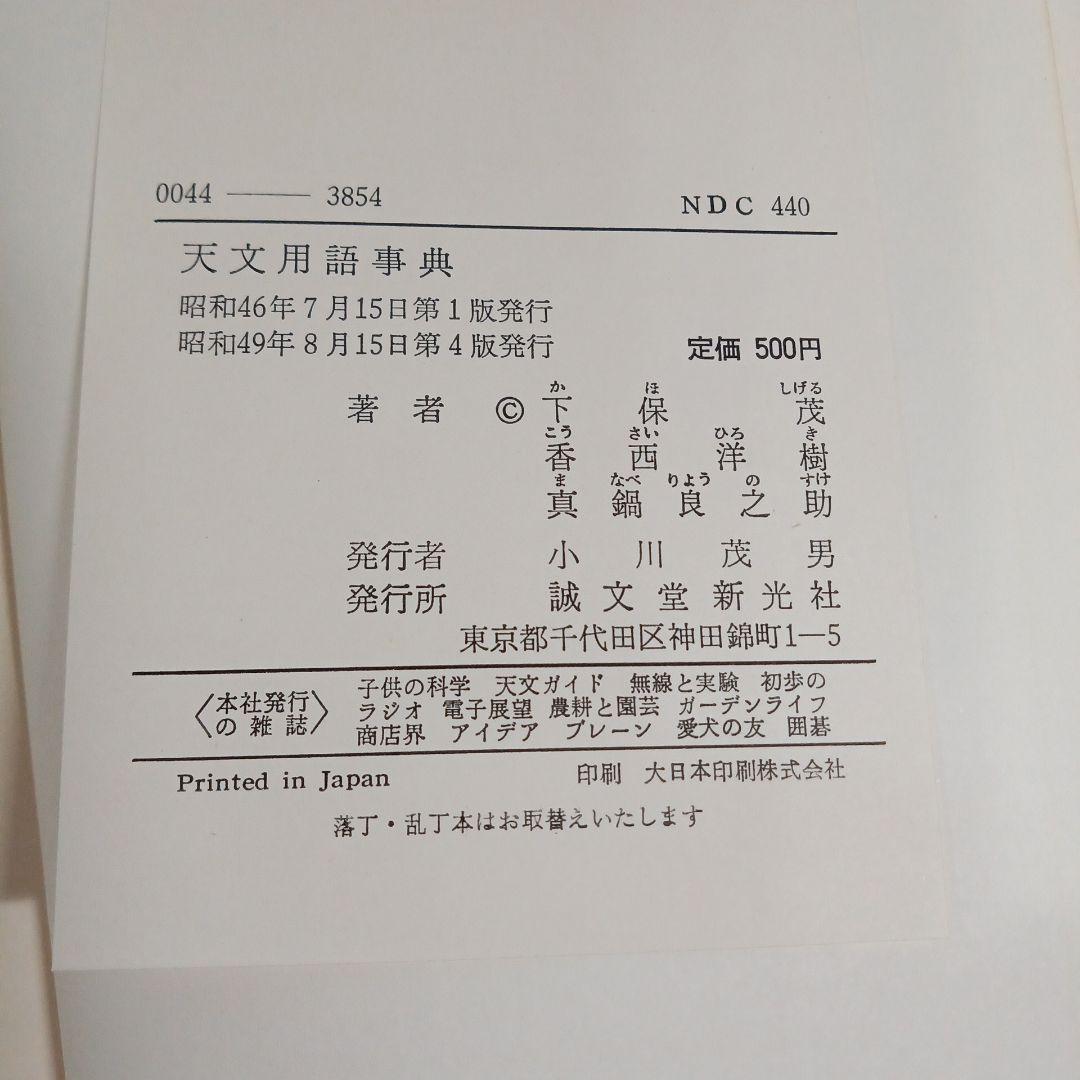 0044 ——— 3854 NDC 440
天文用語事典
昭和46年7月15日第1版発行
昭和49年8月15日第4版発行 定価 500円
か ほ しげる
著者 © 下保 茂
こう さい ひろ き
香西洋樹
ま なべ りょう の すけ
真鍋良之助
発行者 小川茂男
発行所 誠文堂新光社
東京都千代田区神田錦町1—5
〈本社発行の雑誌〉
子供の科学 天文ガイド 無線と実験 初歩の
ラジオ 電子展望 農耕と園芸 ガーデンライフ
商店界 アイデア ブレーン 愛犬の友 囲碁
Printed in Japan 印刷 大日本印刷株式会社
落丁・乱丁本はお取替えいたします